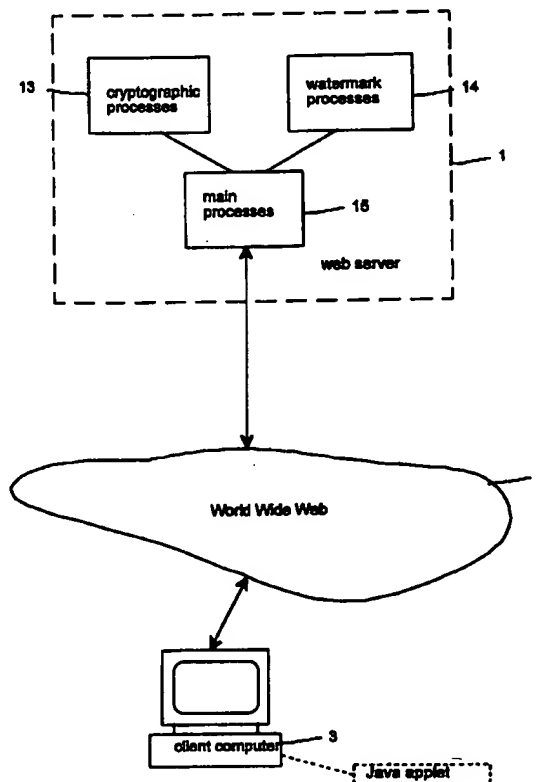 13
cryptographic
processes
watermark
processes
14
1
main
processes
15
web server
World Wide Web
client computer
3
Java applet